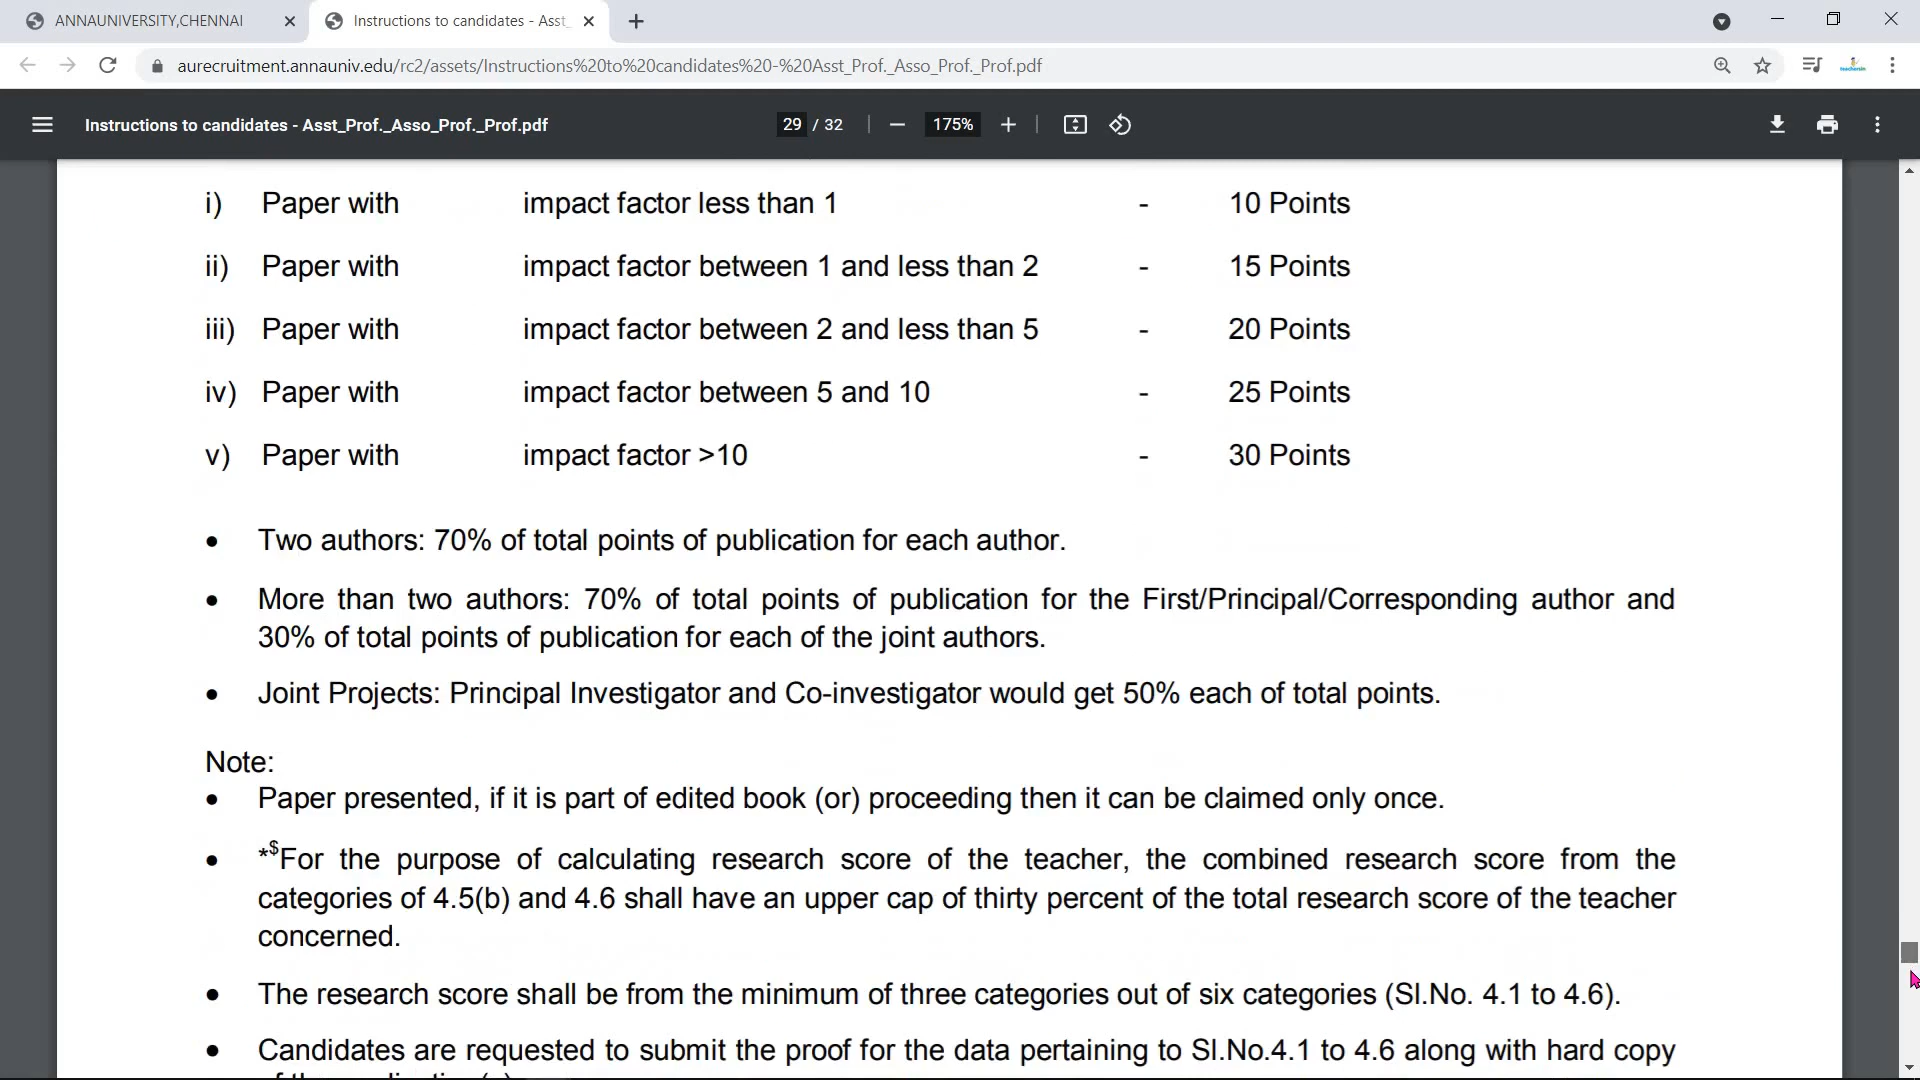 ANNAUNIVERSITY,CHENNAI
Instructions to candidates - Asst_
aurecruitment.annauniv.edu/rc2/assets/Instructions%20to%20candidates%20-%20Asst_Prof._Asso_Prof._Prof.pdf
Instructions to candidates - Asst_Prof._Asso_Prof._Prof.pdf 29 / 32 175%
i) Paper with impact factor less than 1 - 10 Points
ii) Paper with impact factor between 1 and less than 2 - 15 Points
iii) Paper with impact factor between 2 and less than 5 - 20 Points
iv) Paper with impact factor between 5 and 10 - 25 Points
v) Paper with impact factor >10 - 30 Points
• Two authors: 70% of total points of publication for each author.
• More than two authors: 70% of total points of publication for the First/Principal/Corresponding author and
30% of total points of publication for each of the joint authors.
• Joint Projects: Principal Investigator and Co-investigator would get 50% each of total points.
Note:
• Paper presented, if it is part of edited book (or) proceeding then it can be claimed only once.
• *$For the purpose of calculating research score of the teacher, the combined research score from the
categories of 4.5(b) and 4.6 shall have an upper cap of thirty percent of the total research score of the teacher
concerned.
• The research score shall be from the minimum of three categories out of six categories (Sl.No. 4.1 to 4.6).
• Candidates are requested to submit the proof for the data pertaining to Sl.No.4.1 to 4.6 along with hard copy